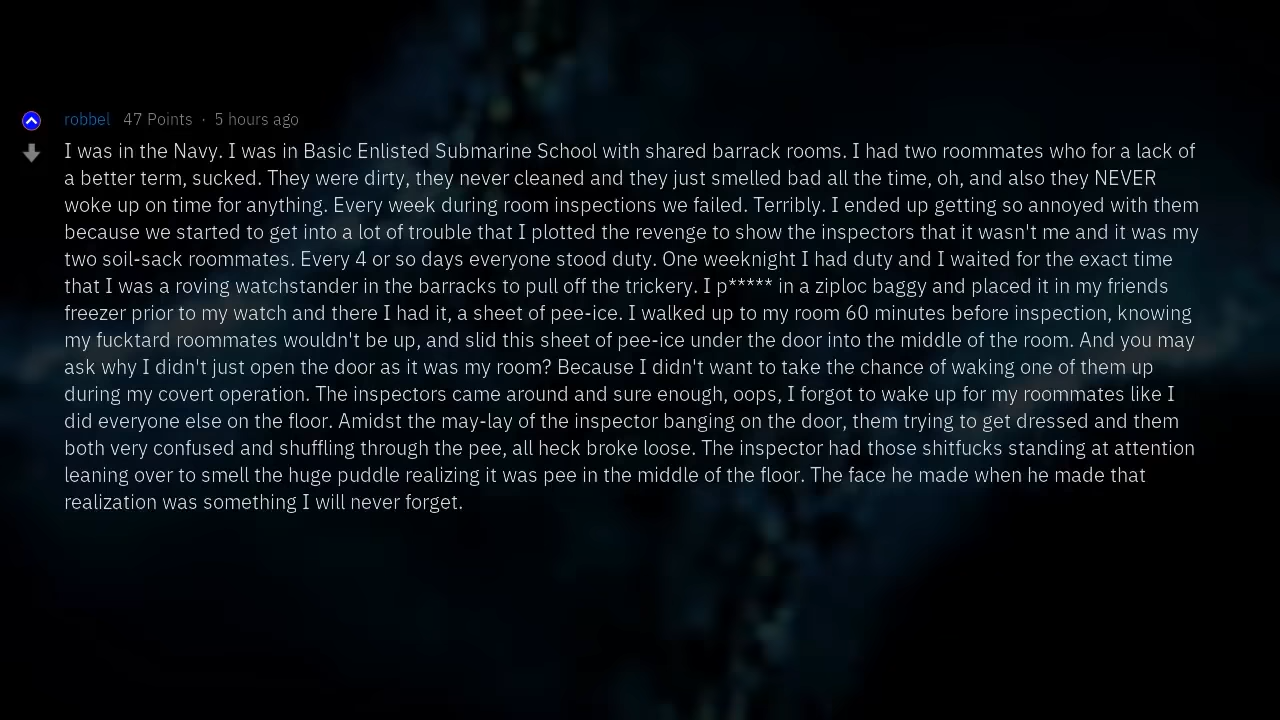 robbel 47 Points · 5 hours ago
I was in the Navy. I was in Basic Enlisted Submarine School with shared barrack rooms. I had two roommates who for a lack of
a better term, sucked. They were dirty, they never cleaned and they just smelled bad all the time, oh, and also they NEVER
woke up on time for anything. Every week during room inspections we failed. Terribly. I ended up getting so annoyed with them
because we started to get into a lot of trouble that I plotted the revenge to show the inspectors that it wasn't me and it was my
two soil-sack roommates. Every 4 or so days everyone stood duty. One weeknight I had duty and I waited for the exact time
that I was a roving watchstander in the barracks to pull off the trickery. I p***** in a ziploc baggy and placed it in my friends
freezer prior to my watch and there I had it, a sheet of pee-ice. I walked up to my room 60 minutes before inspection, knowing
my fucktard roommates wouldn't be up, and slid this sheet of pee-ice under the door into the middle of the room. And you may
ask why I didn't just open the door as it was my room? Because I didn't want to take the chance of waking one of them up
during my covert operation. The inspectors came around and sure enough, oops, I forgot to wake up for my roommates like I
did everyone else on the floor. Amidst the may-lay of the inspector banging on the door, them trying to get dressed and them
both very confused and shuffling through the pee, all heck broke loose. The inspector had those shitfucks standing at attention
leaning over to smell the huge puddle realizing it was pee in the middle of the floor. The face he made when he made that
realization was something I will never forget.